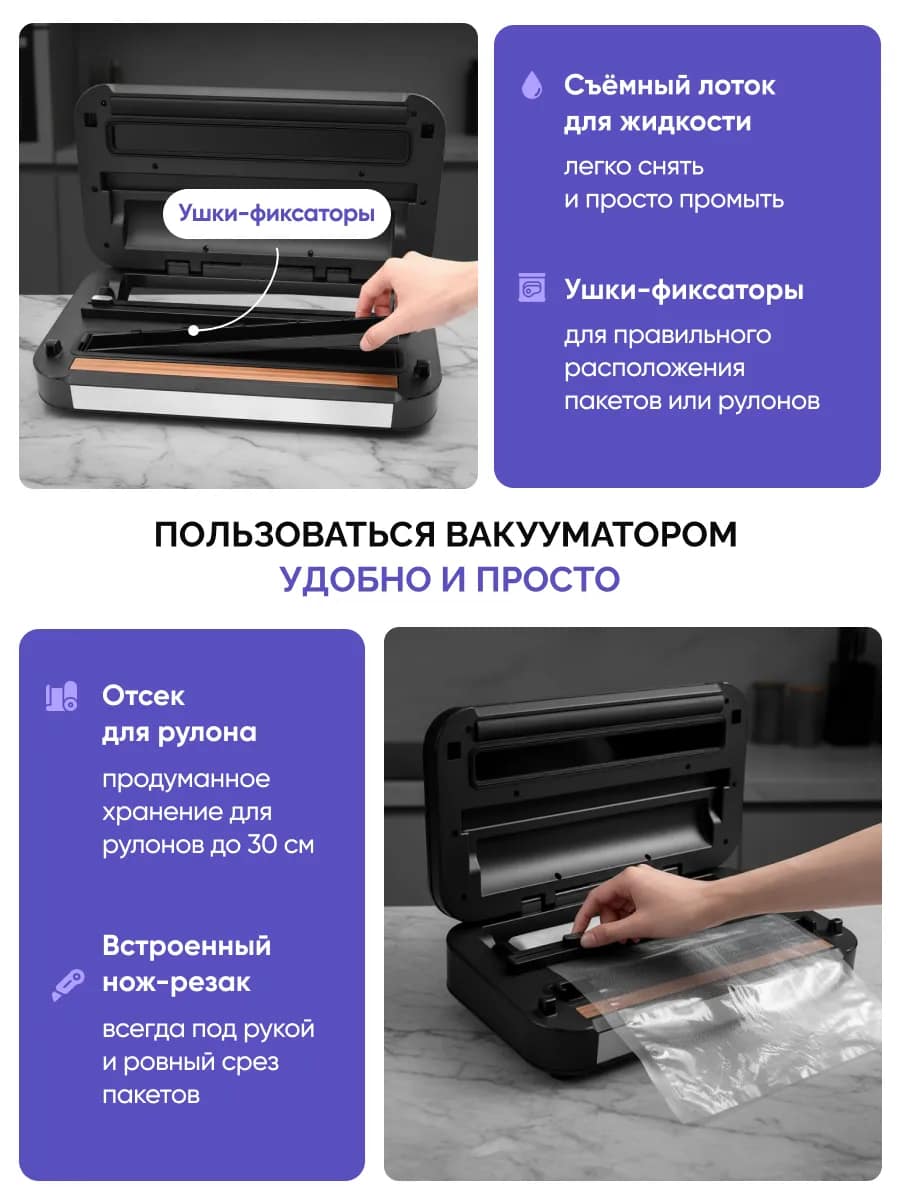 Ушки-фиксаторы
Съёмный лоток
для жидкости
легко снять
и просто промыть
Ушки-фиксаторы
для правильного
расположения
пакетов или рулонов
ПОЛЬЗОВАТЬСЯ ВАКУУМАТОРОМ
УДОБНО И ПРОСТО
Отсек
для рулона
продуманное
хранение для
рулонов до 30 см
Встроенный
нож-резак
всегда под рукой
и ровный срез
пакетов